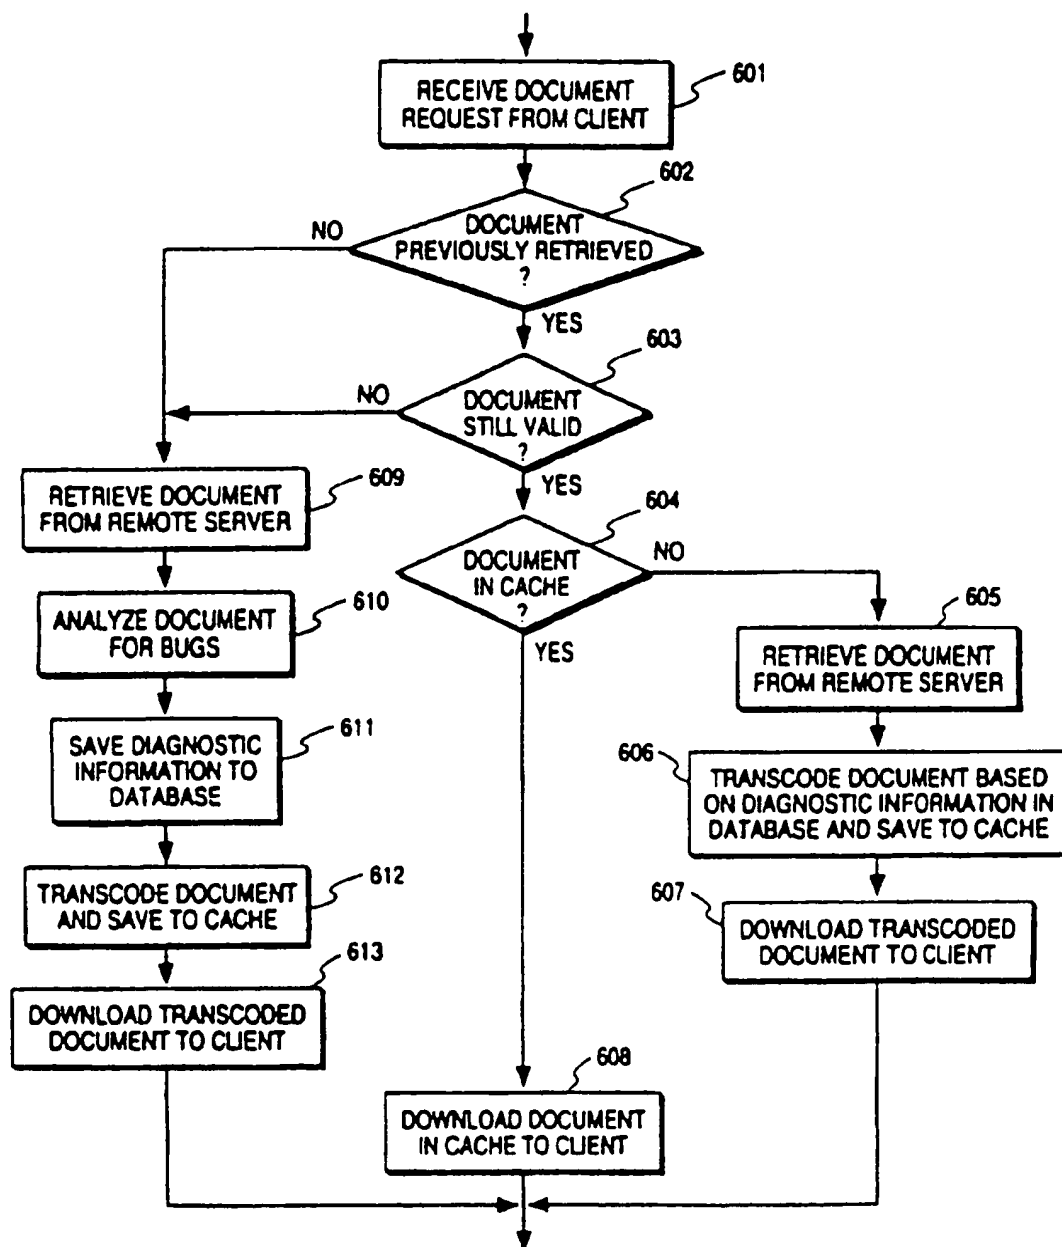 601
RECEIVE DOCUMENT
REQUEST FROM CLIENT
602
DOCUMENT
PREVIOUSLY RETRIEVED
?
NO
YES
603
DOCUMENT
STILL VALID
?
NO
YES
604
DOCUMENT
IN CACHE
?
NO
YES
609
RETRIEVE DOCUMENT
FROM REMOTE SERVER
610
ANALYZE DOCUMENT
FOR BUGS
611
SAVE DIAGNOSTIC
INFORMATION TO
DATABASE
612
TRANSCODE DOCUMENT
AND SAVE TO CACHE
613
DOWNLOAD TRANSCODED
DOCUMENT TO CLIENT
605
RETRIEVE DOCUMENT
FROM REMOTE SERVER
606
TRANSCODE DOCUMENT BASED
ON DIAGNOSTIC INFORMATION IN
DATABASE AND SAVE TO CACHE
607
DOWNLOAD TRANSCODED
DOCUMENT TO CLIENT
608
DOWNLOAD DOCUMENT
IN CACHE TO CLIENT